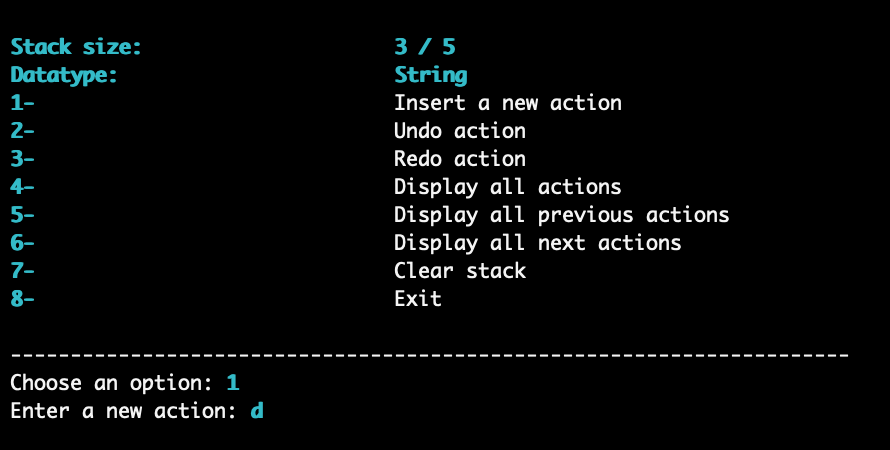 Stack size: 3 / 5
Datatype: String
1- Insert a new action
2- Undo action
3- Redo action
4- Display all actions
5- Display all previous actions
6- Display all next actions
7- Clear stack
8- Exit
----------------------------------------------------------------------
Choose an option: 1
Enter a new action: d